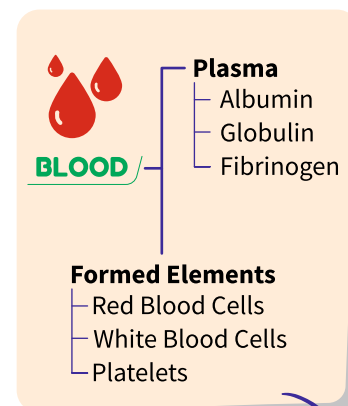 Plasma
Albumin
Globulin
BLOOD
Fibrinogen
Formed Elements
Red Blood Cells
White Blood Cells
Platelets